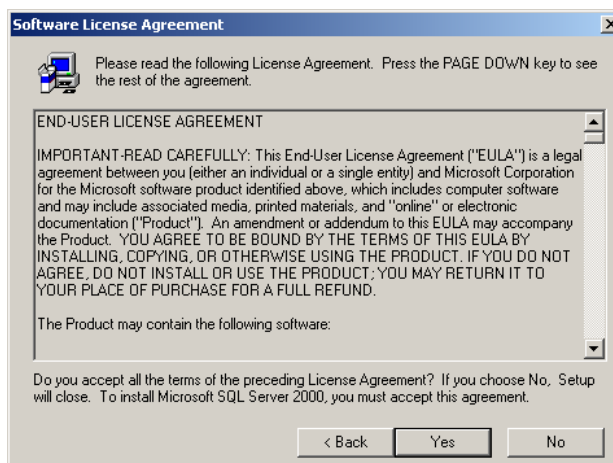 Software License Agreement
Please read the following License Agreement. Press the PAGE DOWN key to see
the rest of the agreement.
END-USER LICENSE AGREEMENT
IMPORTANT-READ CAREFULLY: This End-User License Agreement ("EULA") is a legal
agreement between you (either an individual or a single entity) and Microsoft Corporation
for the Microsoft software product identified above, which includes computer software
and may include associated media, printed materials, and "online" or electronic
documentation ("Product"). An amendment or addendum to this EULA may accompany
the Product. YOU AGREE TO BE BOUND BY THE TERMS OF THIS EULA BY
INSTALLING, COPYING, OR OTHERWISE USING THE PRODUCT. IF YOU DO NOT
AGREE, DO NOT INSTALL OR USE THE PRODUCT; YOU MAY RETURN IT TO
YOUR PLACE OF PURCHASE FOR A FULL REFUND.
The Product may contain the following software:
Do you accept all the terms of the preceding License Agreement? If you choose No, Setup
will close. To install Microsoft SQL Server 2000, you must accept this agreement.
< Back Yes No